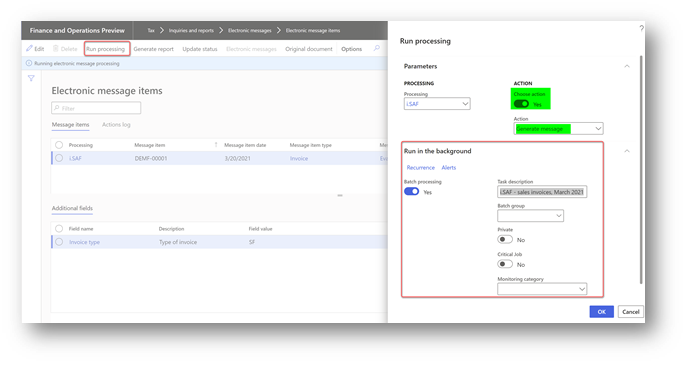 Finance and Operations Preview
Tax > Inquiries and reports > Electronic messages > Electronic message items
Edit Delete Run processing Generate report Update status Electronic messages Original document Options
Running electronic message processing
Electronic message items
Filter
Message items Actions log
Processing Message item Message item date Message item type
i.SAF DEMF-00001 3/20/2021 Invoice
Additional fields
Field name Description Field value
Invoice type Type of invoice SF
?
Run processing
Parameters
PROCESSING
Processing
i.SAF
ACTION
Choose action
Yes
Action
Generate message
Run in the background
Recurrence Alerts
Batch processing
Yes
Task description
i.SAF - sales invoices, March 2021
Batch group
Private
No
Critical Job
No
Monitoring category
OK Cancel